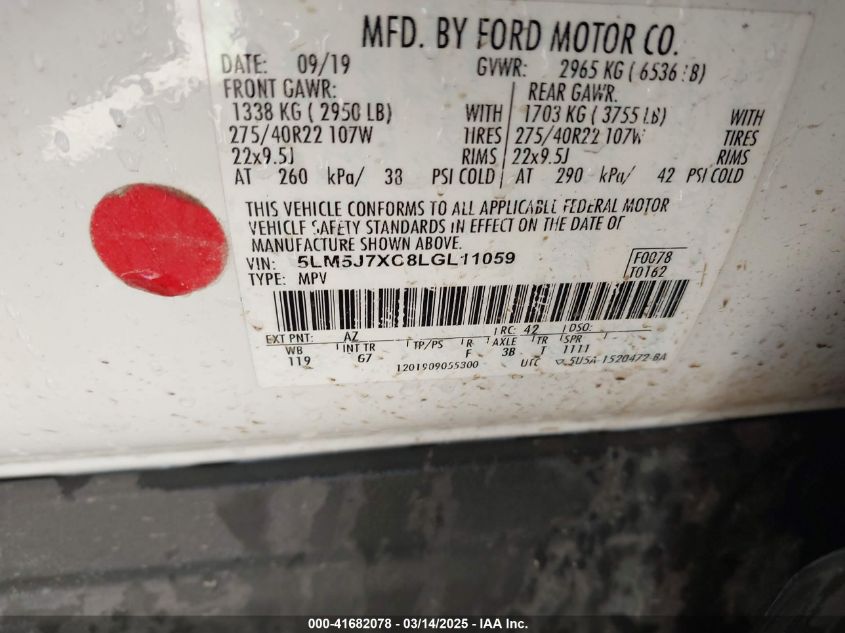 MFD. BY FORD MOTOR CO.
DATE: 09/19 GVWR: 2965 KG ( 6536 LB)
FRONT GAWR: REAR GAWR:
1338 KG ( 2950 LB) WITH 1703 KG ( 3755 LB) WITH
275/40R22 107W TIRES 275/40R22 107W TIRES
22x9.5J RIMS 22x9.5J RIMS
AT 260 kPa/ 38 PSI COLD AT 290 kPa/ 42 PSI COLD
THIS VEHICLE CONFORMS TO ALL APPLICABLE FEDERAL MOTOR
VEHICLE SAFETY STANDARDS IN EFFECT ON THE DATE OF
MANUFACTURE SHOWN ABOVE.
VIN: 5LM5J7XC8LGL11059 F0078
TYPE: MPV T0162
EXT PNT: AZ RC: 42 DSO:
WB INT TR TP/PS R AXLE TR SPR
119 G7 F 3B T 1111
1201909055300 UTC 5U5A-1520472-BA
000-41682078 / 03/14/2025 - IAA Inc.